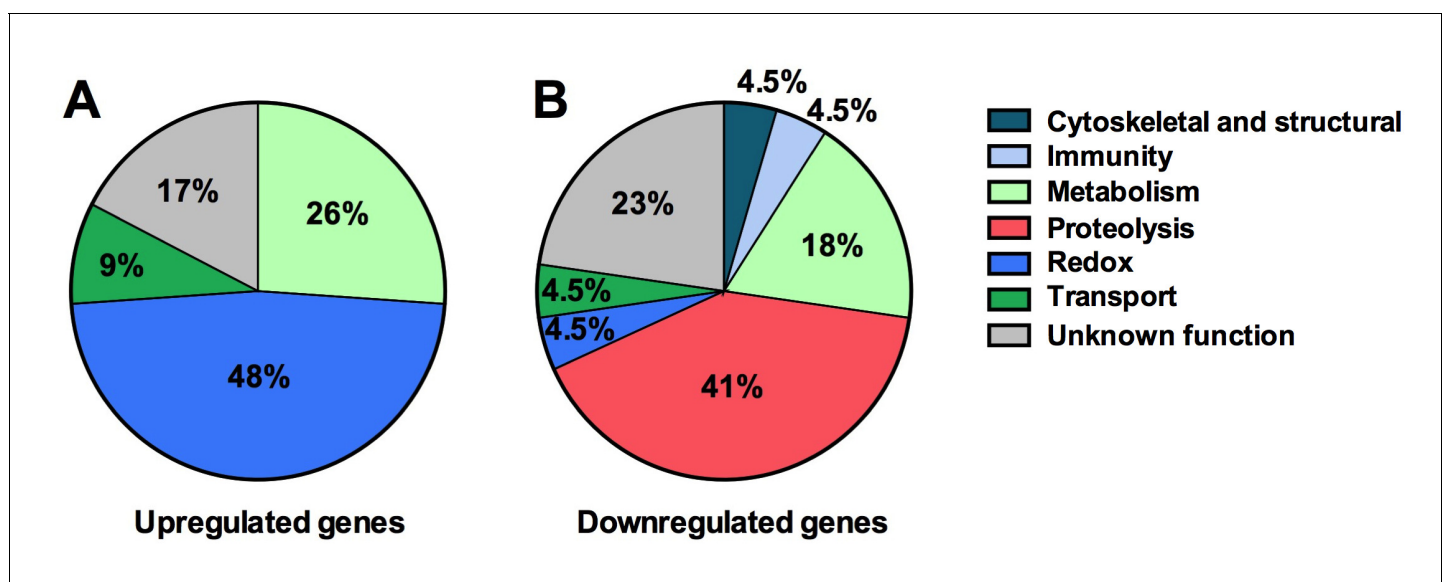 A
17%
26%
9%
48%
Upregulated genes
B
4.5%
4.5%
23%
18%
4.5%
4.5%
41%
Downregulated genes
Cytoskeletal and structural
Immunity
Metabolism
Proteolysis
Redox
Transport
Unknown function